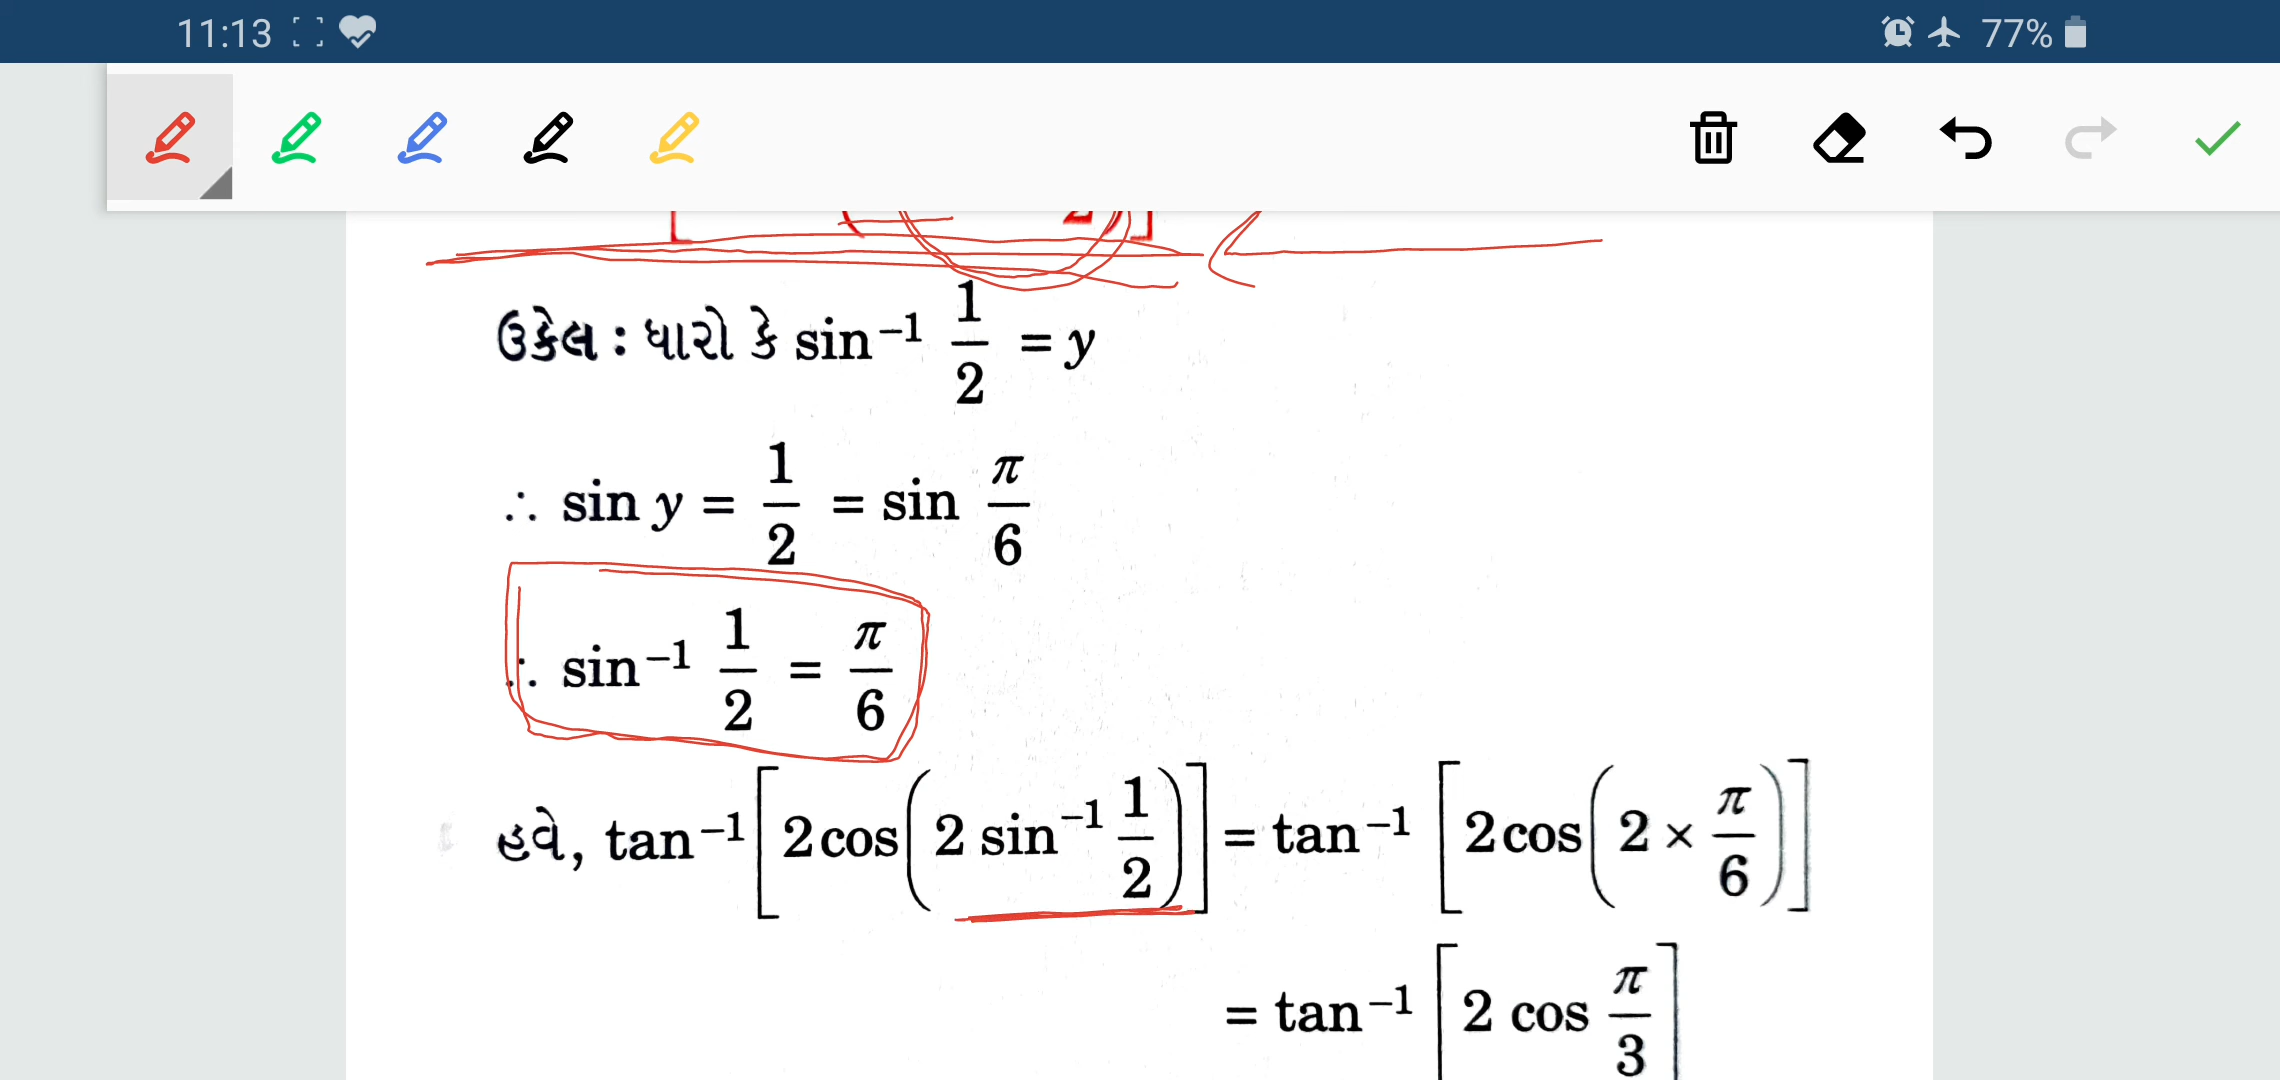 11:13 77%
ઉકેલ : ધારો કે sin⁻¹ 1/2 = y
∴ sin y = 1/2 = sin π/6
∴ sin⁻¹ 1/2 = π/6
હવે, tan⁻¹[2cos(2 sin⁻¹ 1/2)] = tan⁻¹[2cos(2 × π/6)]
= tan⁻¹[2 cos π/3]